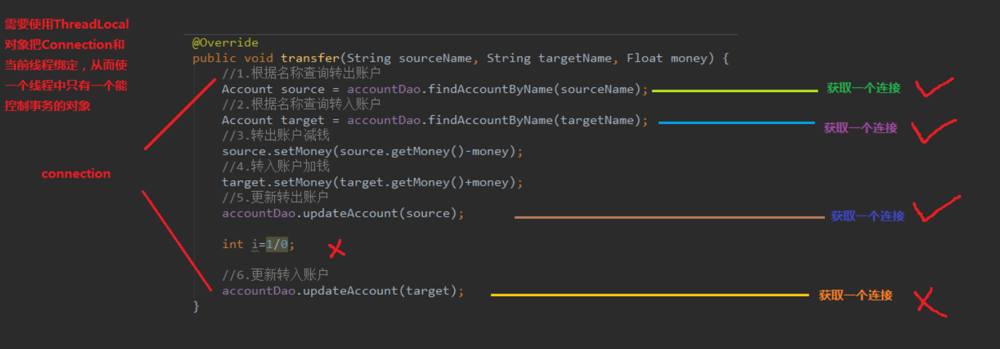 需要使用ThreadLocal
对象把Connection和
当前线程绑定，从而使
一个线程中只有一个能
控制事务的对象
connection
@Override
public void transfer(String sourceName, String targetName, Float money) {
//1.根据名称查询转出账户
Account source = accountDao.findAccountByName(sourceName);
获取一个连接
//2.根据名称查询转入账户
Account target = accountDao.findAccountByName(targetName);
获取一个连接
//3.转出账户减钱
source.setMoney(source.getMoney()-money);
//4.转入账户加钱
target.setMoney(target.getMoney()+money);
//5.更新转出账户
accountDao.updateAccount(source);
获取一个连接
int i=1/0;
//6.更新转入账户
accountDao.updateAccount(target);
获取一个连接
}